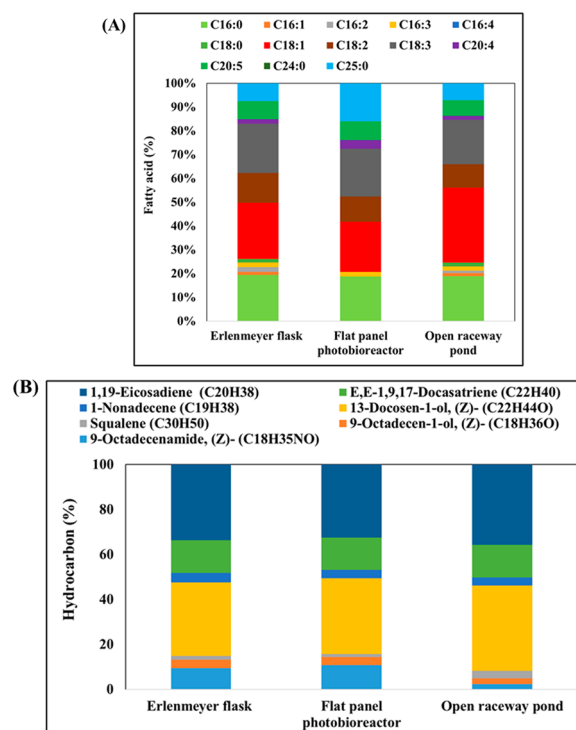 (A)
C16:0 C16:1 C16:2 C16:3 C16:4
C18:0 C18:1 C18:2 C18:3 C20:4
C20:5 C24:0 C25:0
Fatty acid (%)
100%
90%
80%
70%
60%
50%
40%
30%
20%
10%
0%
Erlenmeyer flask Flat panel photobioreactor Open raceway pond
(B)
1,19-Eicosadiene (C20H38) E,E-1,9,17-Docasatriene (C22H40)
1-Nonadecene (C19H38) 13-Docosen-1-ol, (Z)- (C22H44O)
Squalene (C30H50) 9-Octadecen-1-ol, (Z)- (C18H36O)
9-Octadecenamide, (Z)- (C18H35NO)
Hydrocarbon (%)
100
80
60
40
20
0
Erlenmeyer flask Flat panel photobioreactor Open raceway pond